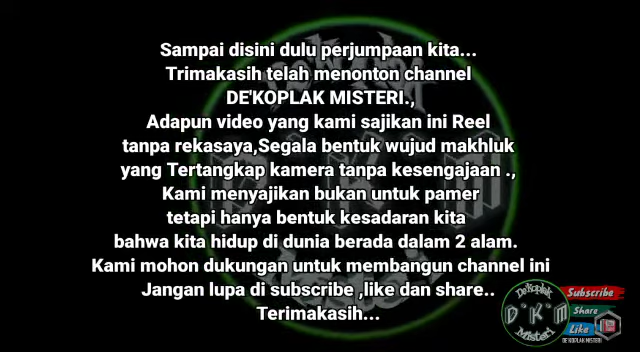 Sampai disini dulu perjumpaan kita...
Trimakasih telah menonton channel
DE'KOPLAK MISTERI.,
Adapun video yang kami sajikan ini Reel
tanpa rekasaya,Segala bentuk wujud makhluk
yang Tertangkap kamera tanpa kesengajaan .,
Kami menyajikan bukan untuk pamer
tetapi hanya bentuk kesadaran kita
bahwa kita hidup di dunia berada dalam 2 alam.
Kami mohon dukungan untuk membangun channel ini
Jangan lupa di subscribe ,like dan share..
Terimakasih...
De'Koplak
D K M
Misteri
Subscribe
Share
Like
DE'KOPLAK MISTERI